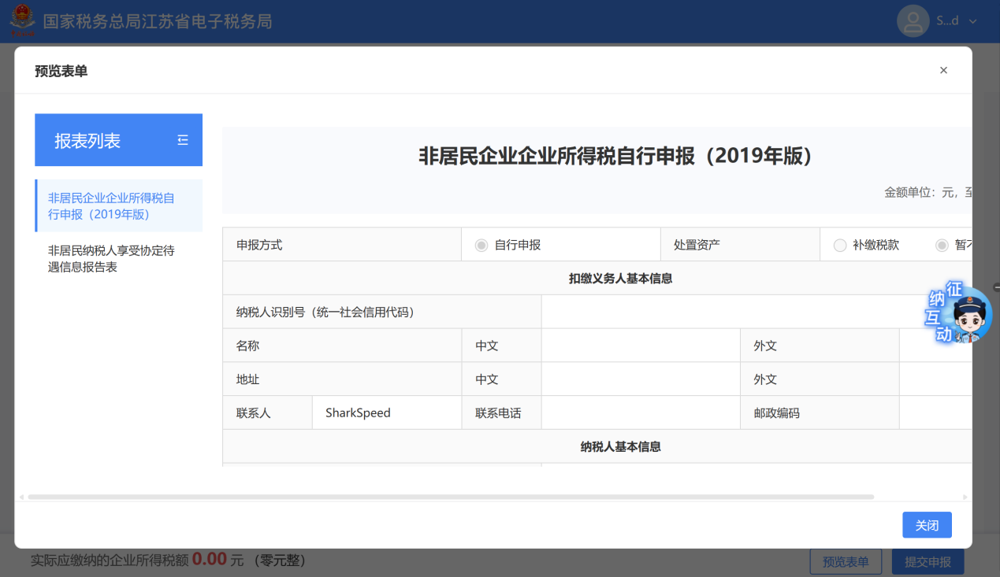 国家税务总局江苏省电子税务局
S...d
预览表单
×
报表列表
非居民企业企业所得税自行申报（2019年版）
金额单位：元，至
非居民企业企业所得税自
行申报（2019年版）
非居民纳税人享受协定待
遇信息报告表
申报方式 自行申报 处置资产 补缴税款 暂不
扣缴义务人基本信息
纳税人识别号（统一社会信用代码）
名称 中文 外文
地址 中文 外文
联系人 SharkSpeed 联系电话 邮政编码
纳税人基本信息
征
纳
互
动
关闭
实际应缴纳的企业所得税额 0.00 元 （零元整）
预览表单 提交申报